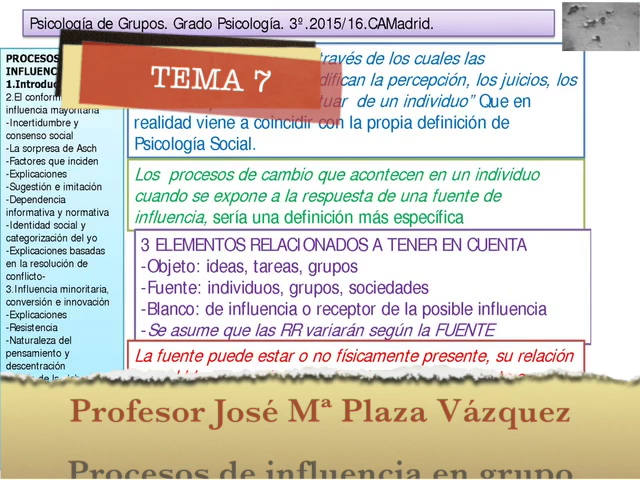 Psicología de Grupos. Grado Psicología. 3º.2015/16.CAMadrid.
PROCESOS
INFLUENC
1.Introduc
2.El conform
influencia mayoritaria
-Incertidumbre y
consenso social
-La sorpresa de Asch
-Factores que inciden
-Explicaciones
-Sugestión e imitación
-Dependencia
informativa y normativa
-Identidad social y
categorización del yo
-Explicaciones basadas
en la resolución de
conflicto-
3.Influencia minoritaria,
conversión e innovación
-Explicaciones
-Resistencia
-Naturaleza del
pensamiento y
descentración
TEMA 7
través de los cuales las
difican la percepción, los juicios, los
tuar de un individuo” Que en
realidad viene a coincidir con la propia definición de
Psicología Social.
Los procesos de cambio que acontecen en un individuo
cuando se expone a la respuesta de una fuente de
influencia, sería una definición más específica
3 ELEMENTOS RELACIONADOS A TENER EN CUENTA
-Objeto: ideas, tareas, grupos
-Fuente: individuos, grupos, sociedades
-Blanco: de influencia o receptor de la posible influencia
-Se asume que las RR variarán según la FUENTE
La fuente puede estar o no físicamente presente, su relación
Profesor José Mª Plaza Vázquez
Procesos de influencia en grupo